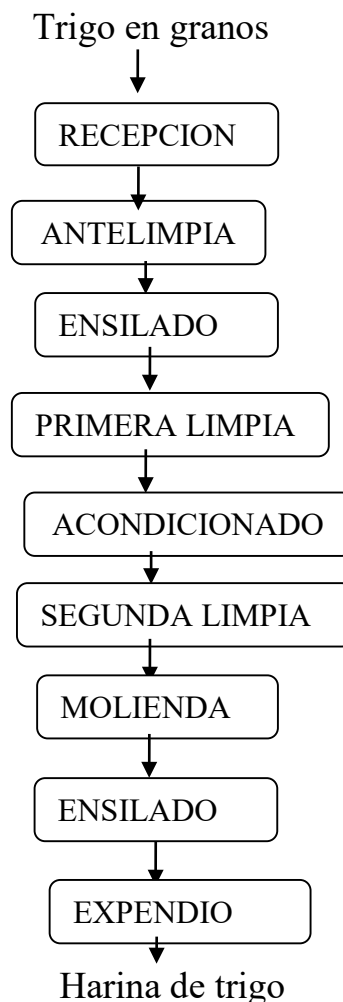 Trigo en granos
RECEPCION
ANTELIMPIA
ENSILADO
PRIMERA LIMPIA
ACONDICIONADO
SEGUNDA LIMPIA
MOLIENDA
ENSILADO
EXPENDIO
Harina de trigo